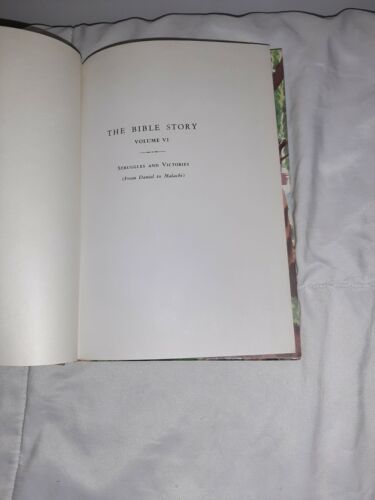 THE BIBLE STORY
VOLUME VI
STRUGGLES AND VICTORIES
(From Daniel to Malachi)